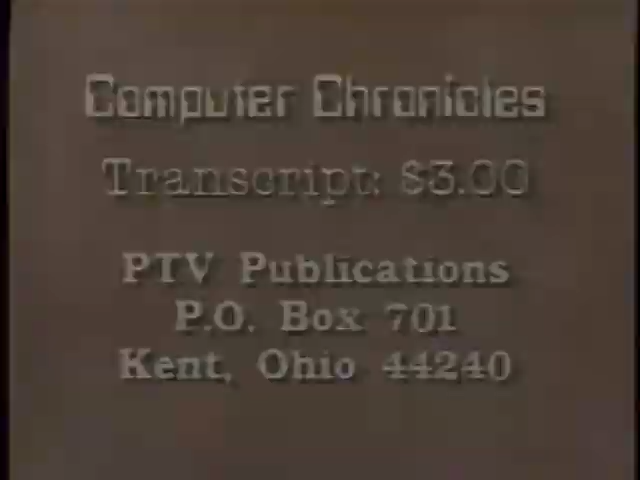 Computer Chronicles
Transcript: $3.00
PTV Publications
P.O. Box 701
Kent, Ohio 44240